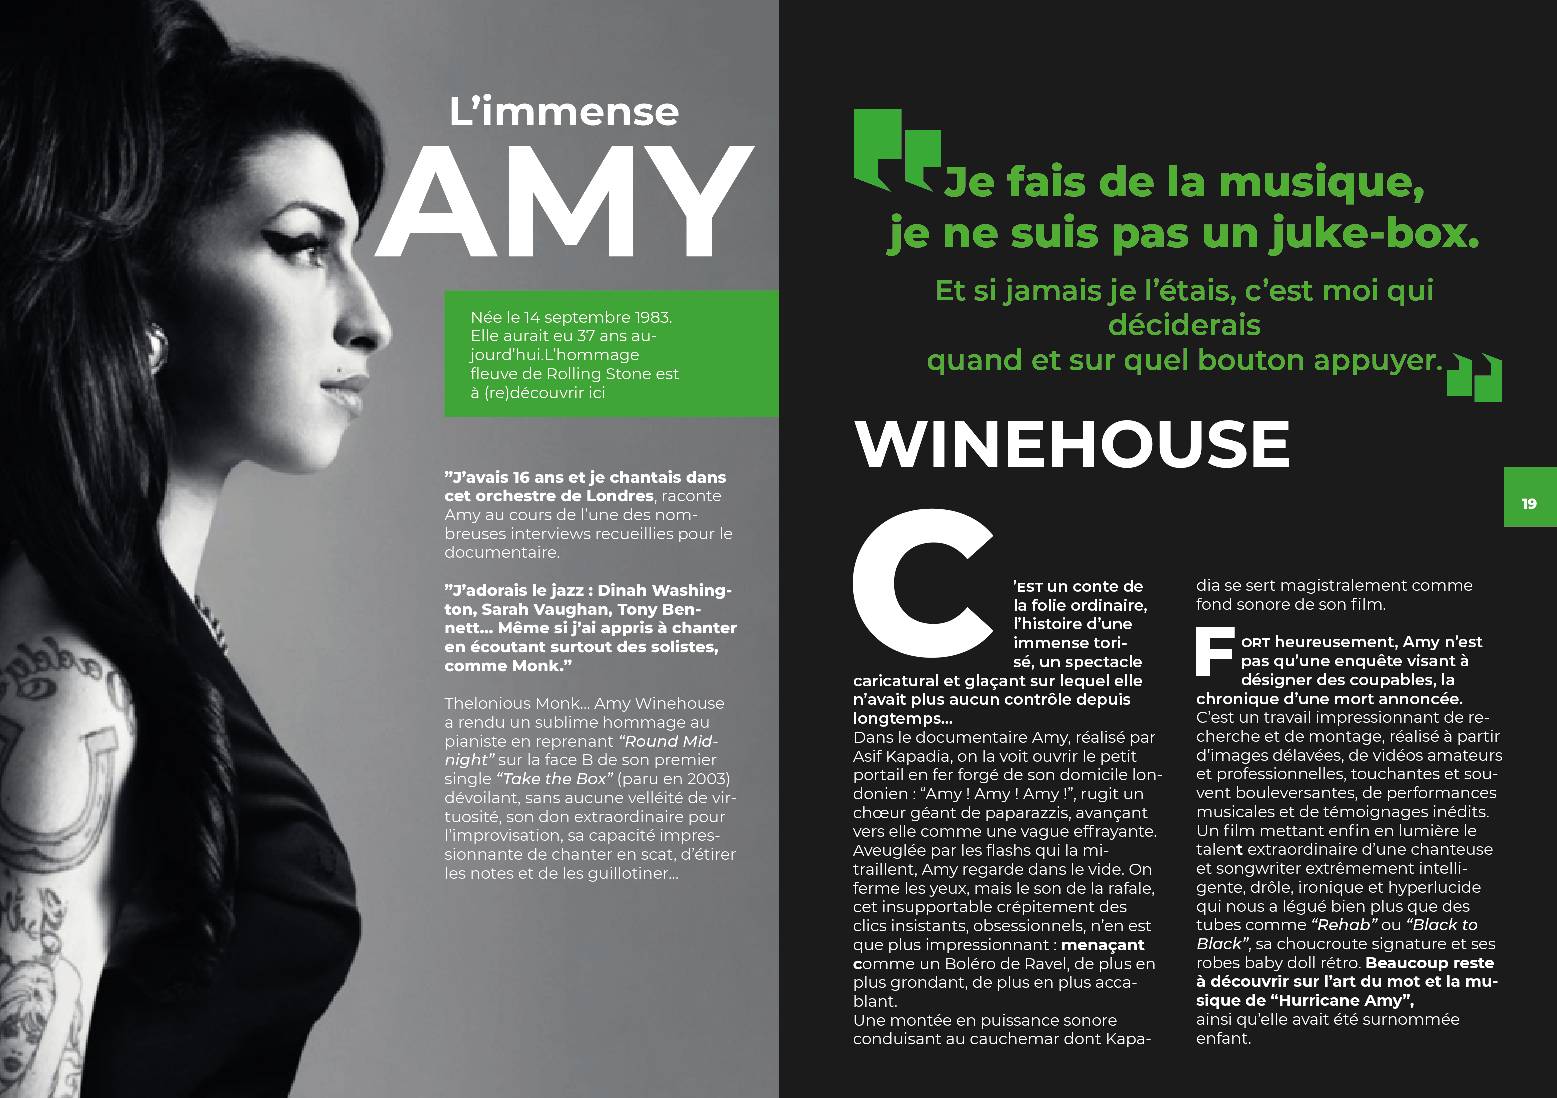 L’immense
AMY
Née le 14 septembre 1983.
Elle aurait eu 37 ans au-
jourd’hui.L’hommage
fleuve de Rolling Stone est
à (re)découvrir ici
”J’avais 16 ans et je chantais dans
cet orchestre de Londres, raconte
Amy au cours de l’une des nom-
breuses interviews recueillies pour le
documentaire.
”J’adorais le jazz : Dinah Washing-
ton, Sarah Vaughan, Tony Ben-
nett... Même si j’ai appris à chanter
en écoutant surtout des solistes,
comme Monk.”
Thelonious Monk... Amy Winehouse
a rendu un sublime hommage au
pianiste en reprenant “Round Mid-
night” sur la face B de son premier
single “Take the Box” (paru en 2003)
dévoilant, sans aucune velléité de vir-
tuosité, son don extraordinaire pour
l’improvisation, sa capacité impres-
sionnante de chanter en scat, d’étirer
les notes et de les guillotiner...
Je fais de la musique,
je ne suis pas un juke-box.
Et si jamais je l’étais, c’est moi qui
déciderais
quand et sur quel bouton appuyer.
WINEHOUSE
19
C’EST un conte de
la folie ordinaire,
l’histoire d’une
immense tori-
sé, un spectacle
caricatural et glaçant sur lequel elle
n’avait plus aucun contrôle depuis
longtemps...
Dans le documentaire Amy, réalisé par
Asif Kapadia, on la voit ouvrir le petit
portail en fer forgé de son domicile lon-
donien : “Amy ! Amy ! Amy !”, rugit un
chœur géant de paparazzis, avançant
vers elle comme une vague effrayante.
Aveuglée par les flashs qui la mi-
traillent, Amy regarde dans le vide. On
ferme les yeux, mais le son de la rafale,
cet insupportable crépitement des
clics insistants, obsessionnels, n’en est
que plus impressionnant : menaçant
comme un Boléro de Ravel, de plus en
plus grondant, de plus en plus acca-
blant.
Une montée en puissance sonore
conduisant au cauchemar dont Kapa-
dia se sert magistralement comme
fond sonore de son film.
FORT heureusement, Amy n’est
pas qu’une enquête visant à
désigner des coupables, la
chronique d’une mort annoncée.
C’est un travail impressionnant de re-
cherche et de montage, réalisé à partir
d’images délavées, de vidéos amateurs
et professionnelles, touchantes et sou-
vent bouleversantes, de performances
musicales et de témoignages inédits.
Un film mettant enfin en lumière le
talent extraordinaire d’une chanteuse
et songwriter extrêmement intelli-
gente, drôle, ironique et hyperlucide
qui nous a légué bien plus que des
tubes comme “Rehab” ou “Black to
Black”, sa choucroute signature et ses
robes baby doll rétro. Beaucoup reste
à découvrir sur l’art du mot et la mu-
sique de “Hurricane Amy”,
ainsi qu’elle avait été surnommée
enfant.